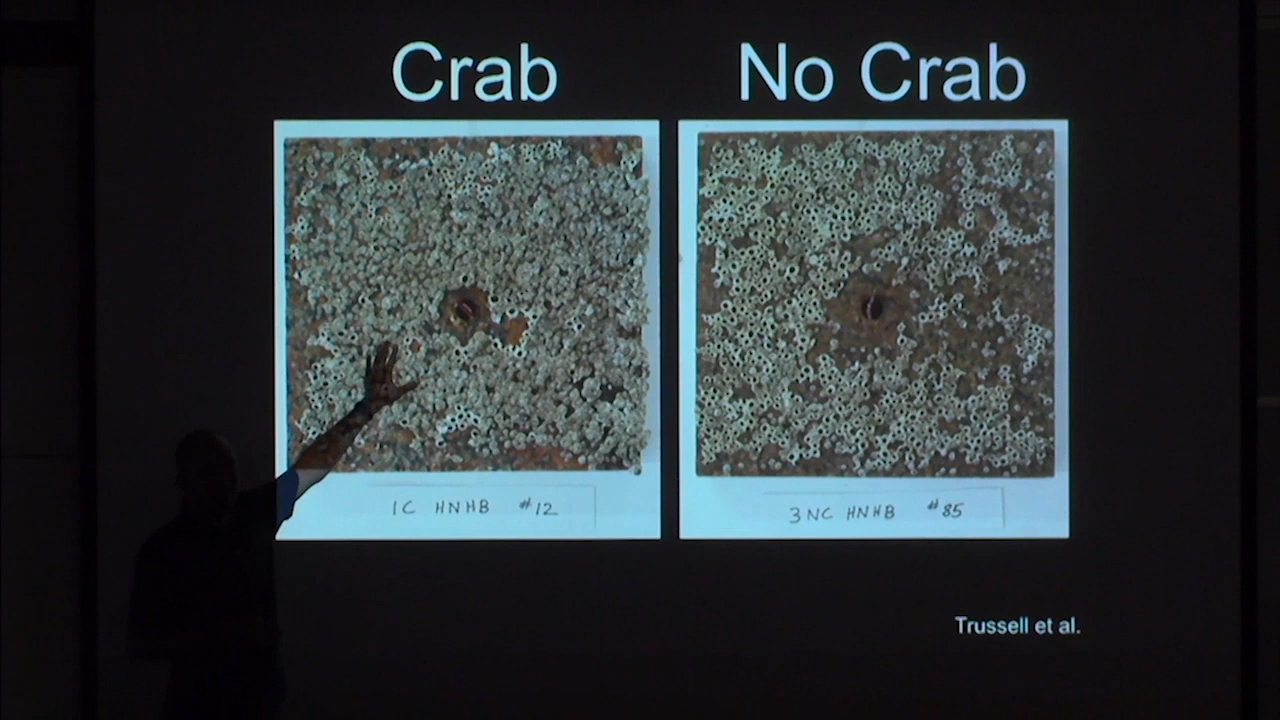 Crab
No Crab
1C HNHB #12
3NC HNHB #85
Trussell et al.